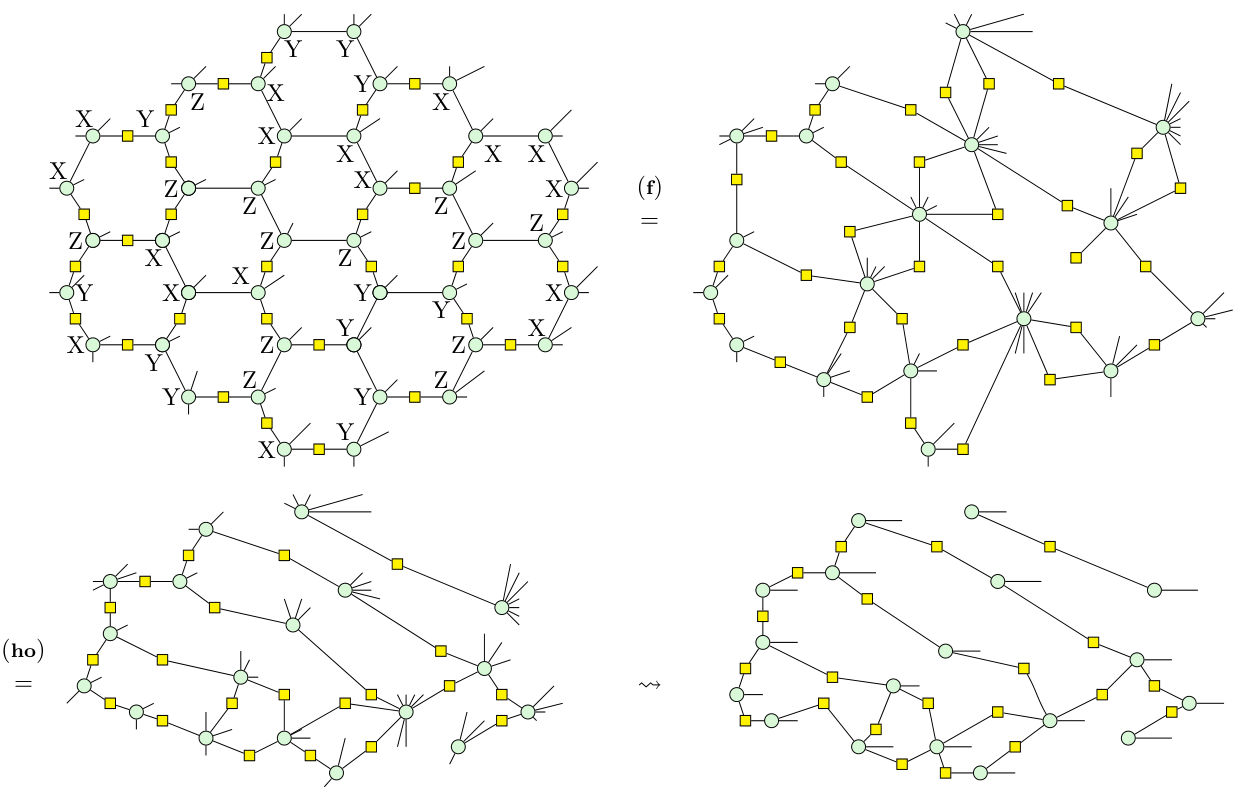 Y Y
Z X Y X
X Y X X X X
X Z Z X Z X
Z X Z Z Z Z
Y X X Y Y X
X Y Z Y Z X
Y Z Y Z
X Y
(f)
=
(ho)
=
⇝